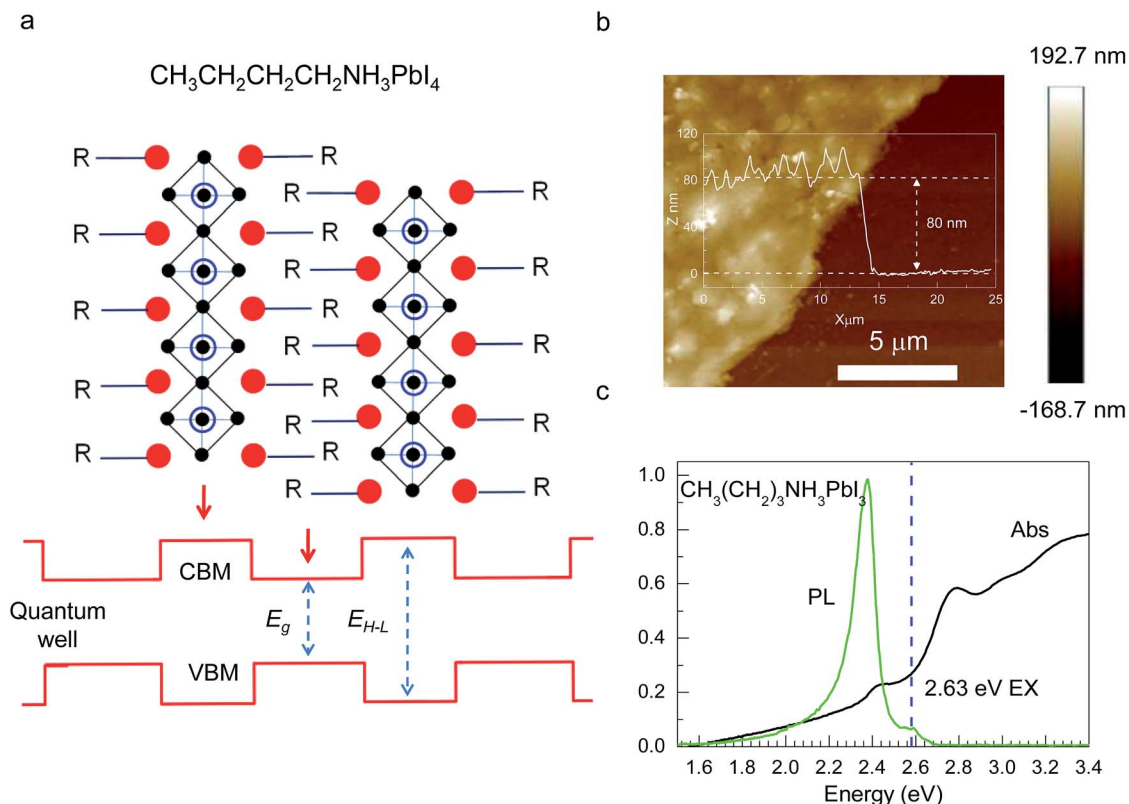 a
CH₃CH₂CH₂CH₂NH₃PbI₄
R R
R R
R R
R R
R R
R R
R R
R R
R R
R R
R R
CBM
Quantum
well
E_g
E_H-L
VBM
b
192.7 nm
-168.7 nm
120
80
40
0
Z nm
80 nm
0 5 10 15 20 25
Xμm
5 μm
c
CH₃(CH₂)₃NH₃PbI₃
1.0
0.8
0.6
0.4
0.2
0.0
Abs
PL
2.63 eV EX
1.6 1.8 2.0 2.2 2.4 2.6 2.8 3.0 3.2 3.4
Energy (eV)